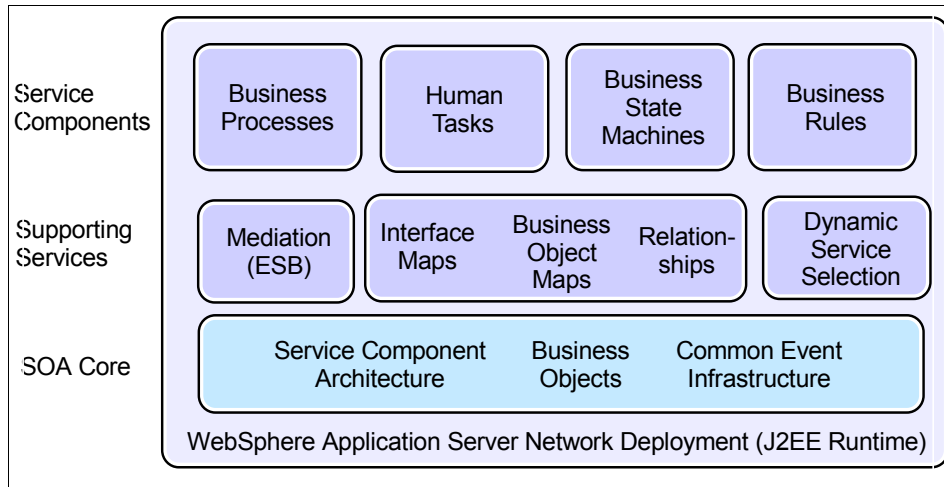 Service
Components
Business
Processes
Human
Tasks
Business
State
Machines
Business
Rules
Supporting
Services
Mediation
(ESB)
Interface
Maps
Business
Object
Maps
Relation-
ships
Dynamic
Service
Selection
SOA Core
Service Component
Architecture
Business
Objects
Common Event
Infrastructure
WebSphere Application Server Network Deployment (J2EE Runtime)